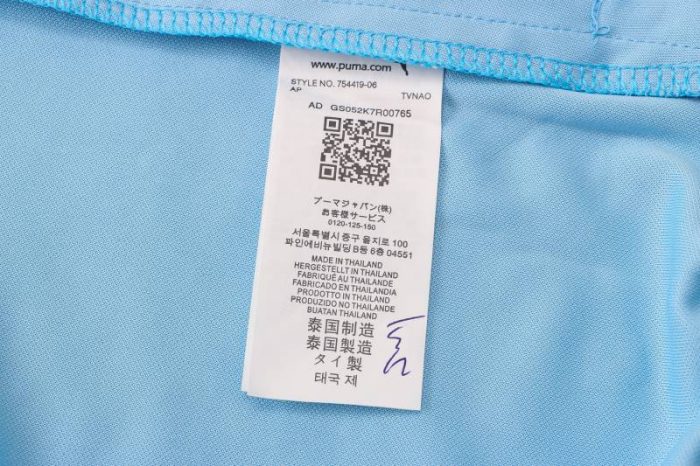 www.puma.com
STYLE NO. 754419-06
AP
TVNAO
AD GS052K7R00765
プーマジャパン(株)
お客様サービス
0120-125-150
서울특별시 중구 을지로 100
파인에비뉴빌딩 B동 6층 04551
MADE IN THAILAND
HERGESTELLT IN THAILAND
FABRIQUÉ AU THAILANDE
FABRICADO EN THAILANDIA
PRODOTTO IN THAILANDIA
PRODUZIDO NO THAILANDE
BUATAN THAILAND
泰国制造
泰國製造
タイ製
태국 제